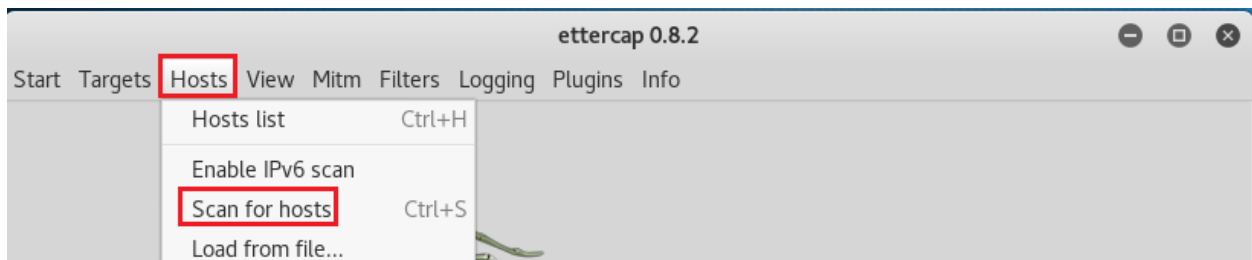 ettercap 0.8.2
Start Targets Hosts View Mitm Filters Logging Plugins Info
Hosts list Ctrl+H
Enable IPv6 scan
Scan for hosts Ctrl+S
Load from file...